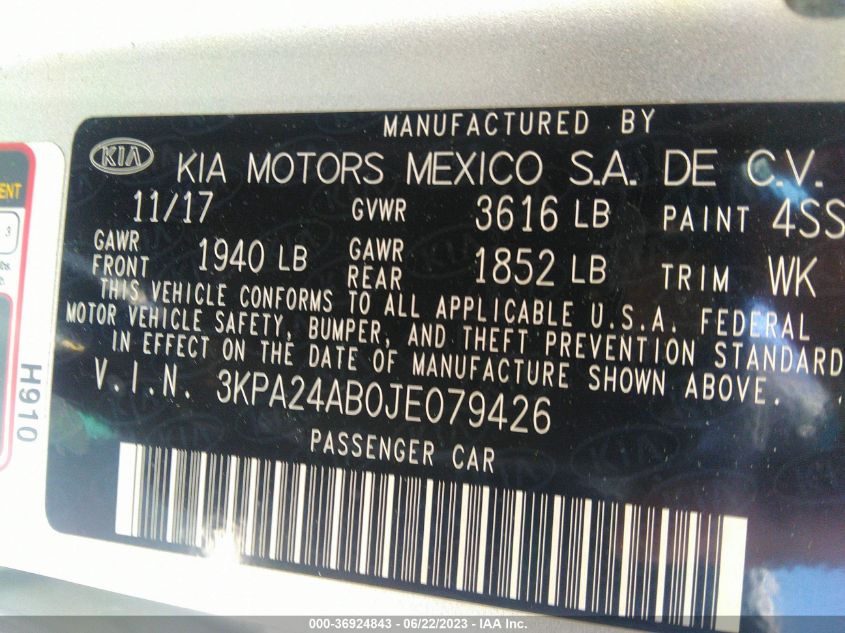 MANUFACTURED BY
KIA KIA MOTORS MEXICO S.A. DE C.V.
11/17 GVWR 3616 LB PAINT 4SS
GAWR FRONT 1940 LB GAWR REAR 1852 LB TRIM WK
THIS VEHICLE CONFORMS TO ALL APPLICABLE U.S.A. FEDERAL
MOTOR VEHICLE SAFETY, BUMPER, AND THEFT PREVENTION STANDARD
IN EFFECT ON THE DATE OF MANUFACTURE SHOWN ABOVE.
V.I.N. 3KPA24AB0JE079426
PASSENGER CAR
H910
3
000-36924843 - 06/22/2023 - IAA Inc.